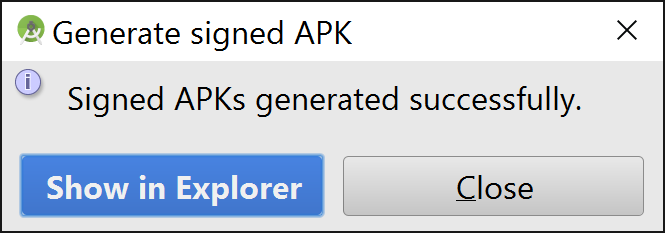 Generate signed APK
Signed APKs generated successfully.
Show in Explorer
Close